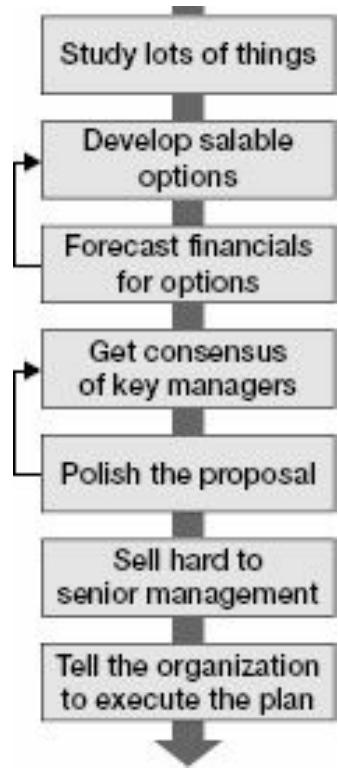 Study lots of things
Develop salable
options
Forecast financials
for options
Get consensus
of key managers
Polish the proposal
Sell hard to
senior management
Tell the organization
to execute the plan